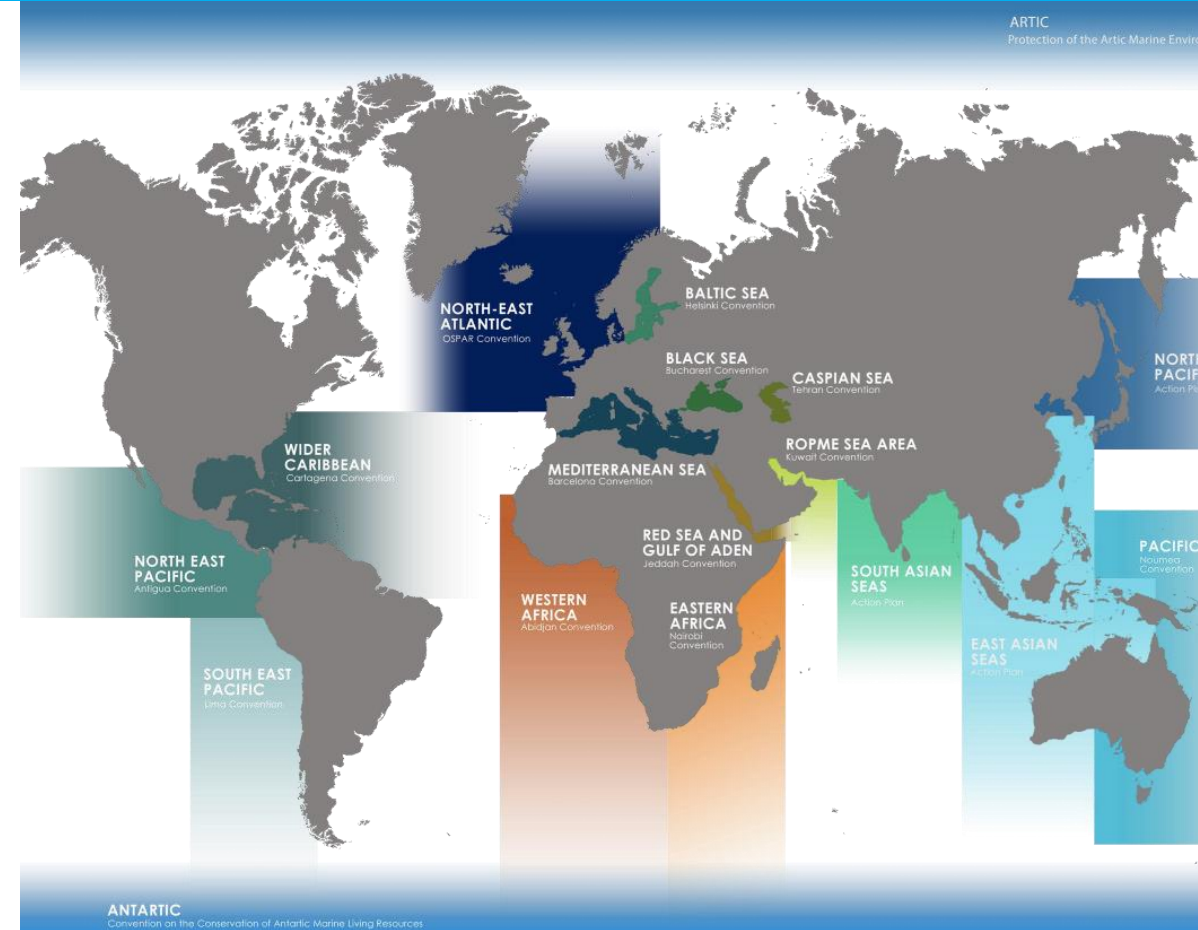 ARTIC
Protection of the Artic Marine
NORTH-EAST
ATLANTIC
OSPAR Convention
BALTIC SEA
Helsinki Convention
BLACK SEA
Bucharest Convention
CASPIAN SEA
Tehran Convention
NORT
PACIF
Action
WIDER
CARIBBEAN
Cartagena Convention
ROPME SEA AREA
Kuwait Convention
MEDITERRANEAN SEA
Barcelona Convention
NORTH EAST
PACIFIC
Antigua Convention
RED SEA AND
GULF OF ADEN
Jeddah Convention
SOUTH ASIAN
SEAS
Action Plan
PACIFIC
Noumea
Convention
WESTERN
AFRICA
Abidjan Convention
EASTERN
AFRICA
Nairobi
Convention
EAST ASIAN
SEAS
Action Plan
SOUTH EAST
PACIFIC
Lima Convention
ANTARTIC
Convention on the Conservation of Antartic Marine Living Resources